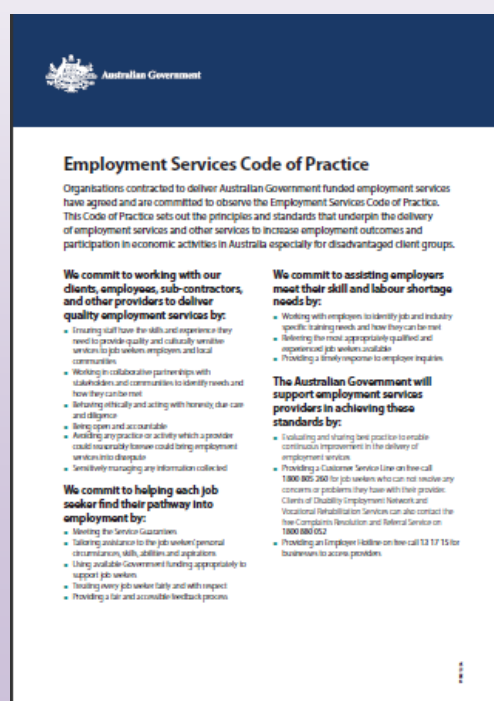 Australian Government
Employment Services Code of Practice
Organisations contracted to deliver Australian Government funded employment services
have agreed and are committed to observe the Employment Services Code of Practice.
This Code of Practice sets out the principles and standards that underpin the delivery
of employment services and other services to increase employment outcomes and
participation in economic activities in Australia especially for disadvantaged client groups.
We commit to working with our
clients, employees, sub-contractors,
and other providers to deliver
quality employment services by:
Ensuring staff have the skills and experience they
need to provide quality and culturally sensitive
services to job seekers employers and local
communities
Working in collaborative partnerships with
stakeholders and communities to identify needs and
how they can be met
Behaving ethically and acting with honesty, due care
and diligence
Being open and accountable
Avoiding any practice or activity which a provider
could reasonably foresee could bring employment
services into disrepute
Sensitively managing any information collected
We commit to helping each job
seeker find their pathway into
employment by:
Meeting the Service Guarantees
Tailoring assistance to the job seekers' personal
circumstances, skills, abilities and aspirations
Using available Government funding appropriately to
support job seekers
Treating every job seeker fairly and with respect
Providing a fair and accessible feedback process
We commit to assisting employers
meet their skill and labour shortage
needs by:
Working with employers to identify job and industry
specific training needs and how they can be met
Referring the most appropriately qualified and
experienced job seekers available
Providing a timely response to employer inquiries
The Australian Government will
support employment services
providers in achieving these
standards by:
Evaluating and sharing best practice to enable
continuous improvement in the delivery of
employment services
Providing a Customer Service Line on free call
1800 805 260 for job seekers who can not resolve any
concerns or problems they have with their provider.
Clients of Disability Employment Network and
Vocational Rehabilitation Services can also contact the
free Complaints Resolution and Referral Service on
1800 880 052
Providing an Employer Hotline on free call 13 17 15 for
businesses to access providers